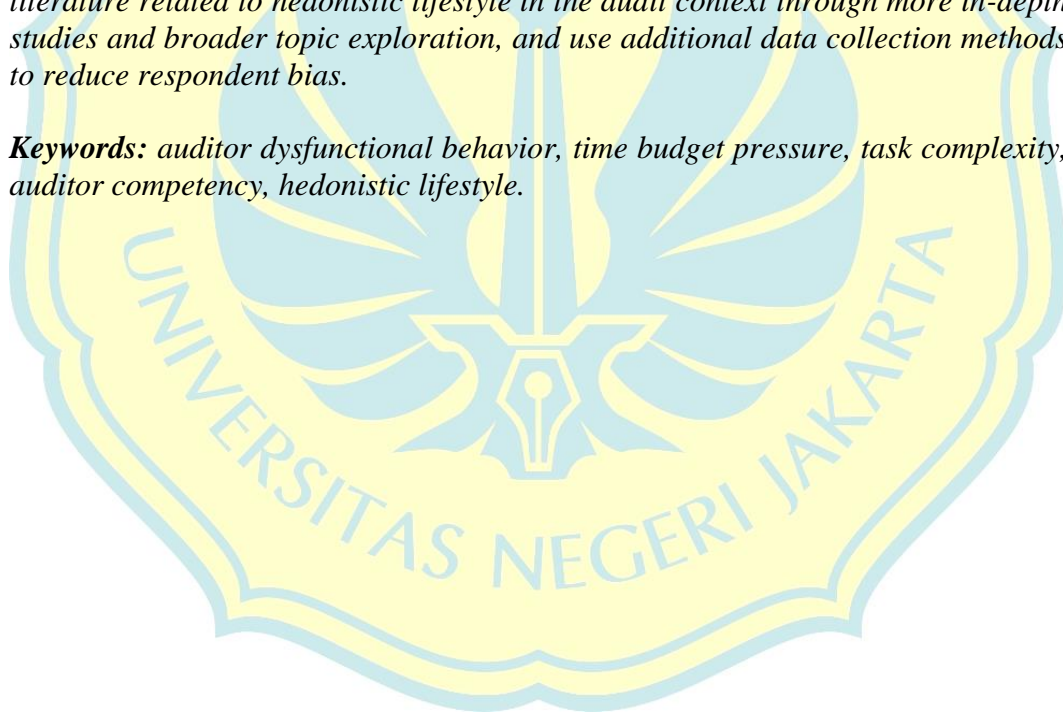 literature related to hedonistic lifestyle in the audit context through more in-depth
studies and broader topic exploration, and use additional data collection methods
to reduce respondent bias.
Keywords: auditor dysfunctional behavior, time budget pressure, task complexity,
auditor competency, hedonistic lifestyle.
UNIVERSITAS NEGERI JAKARTA